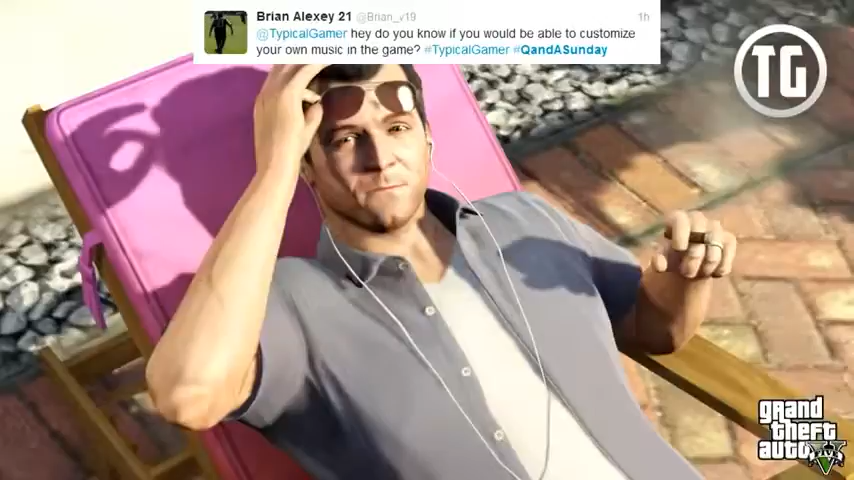 Brian Alexey 21 @Brian_v19 1h
@TypicalGamer hey do you know if you would be able to customize
your own music in the game? #TypicalGamer #QandASunday
TG
grand
theft
auto V